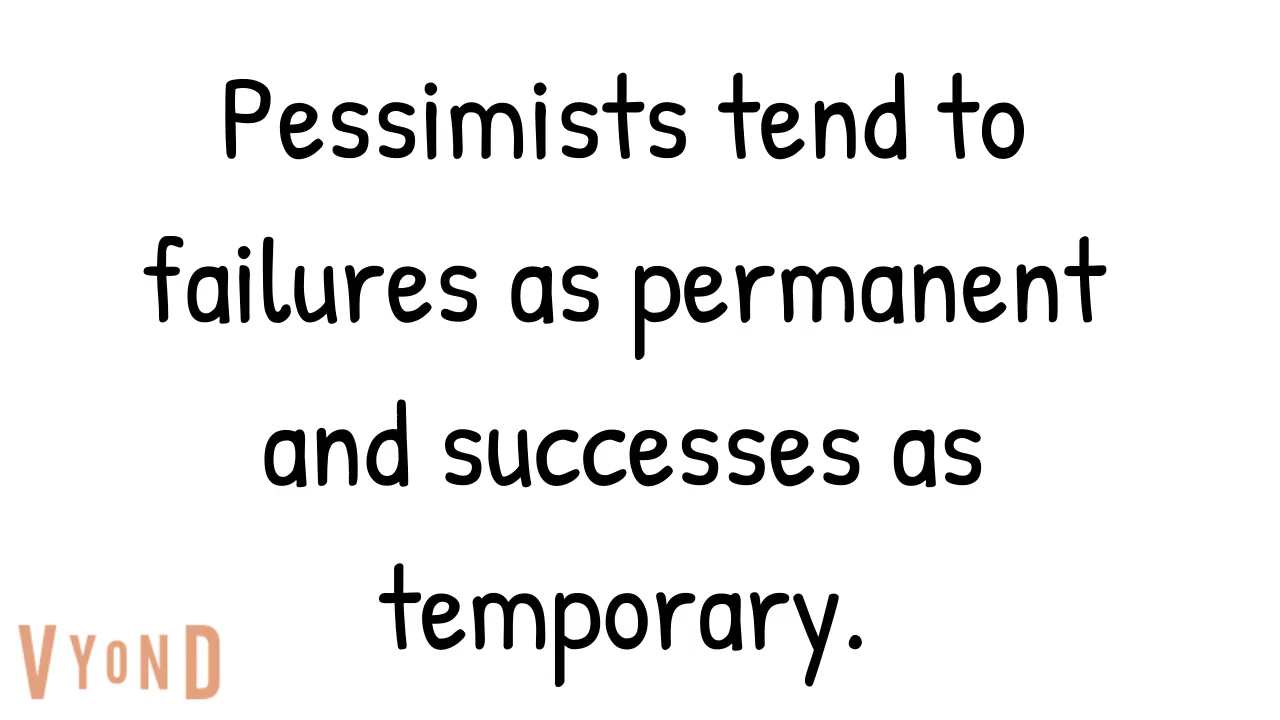 Pessimists tend to
failures as permanent
and successes as
temporary.
VYOND